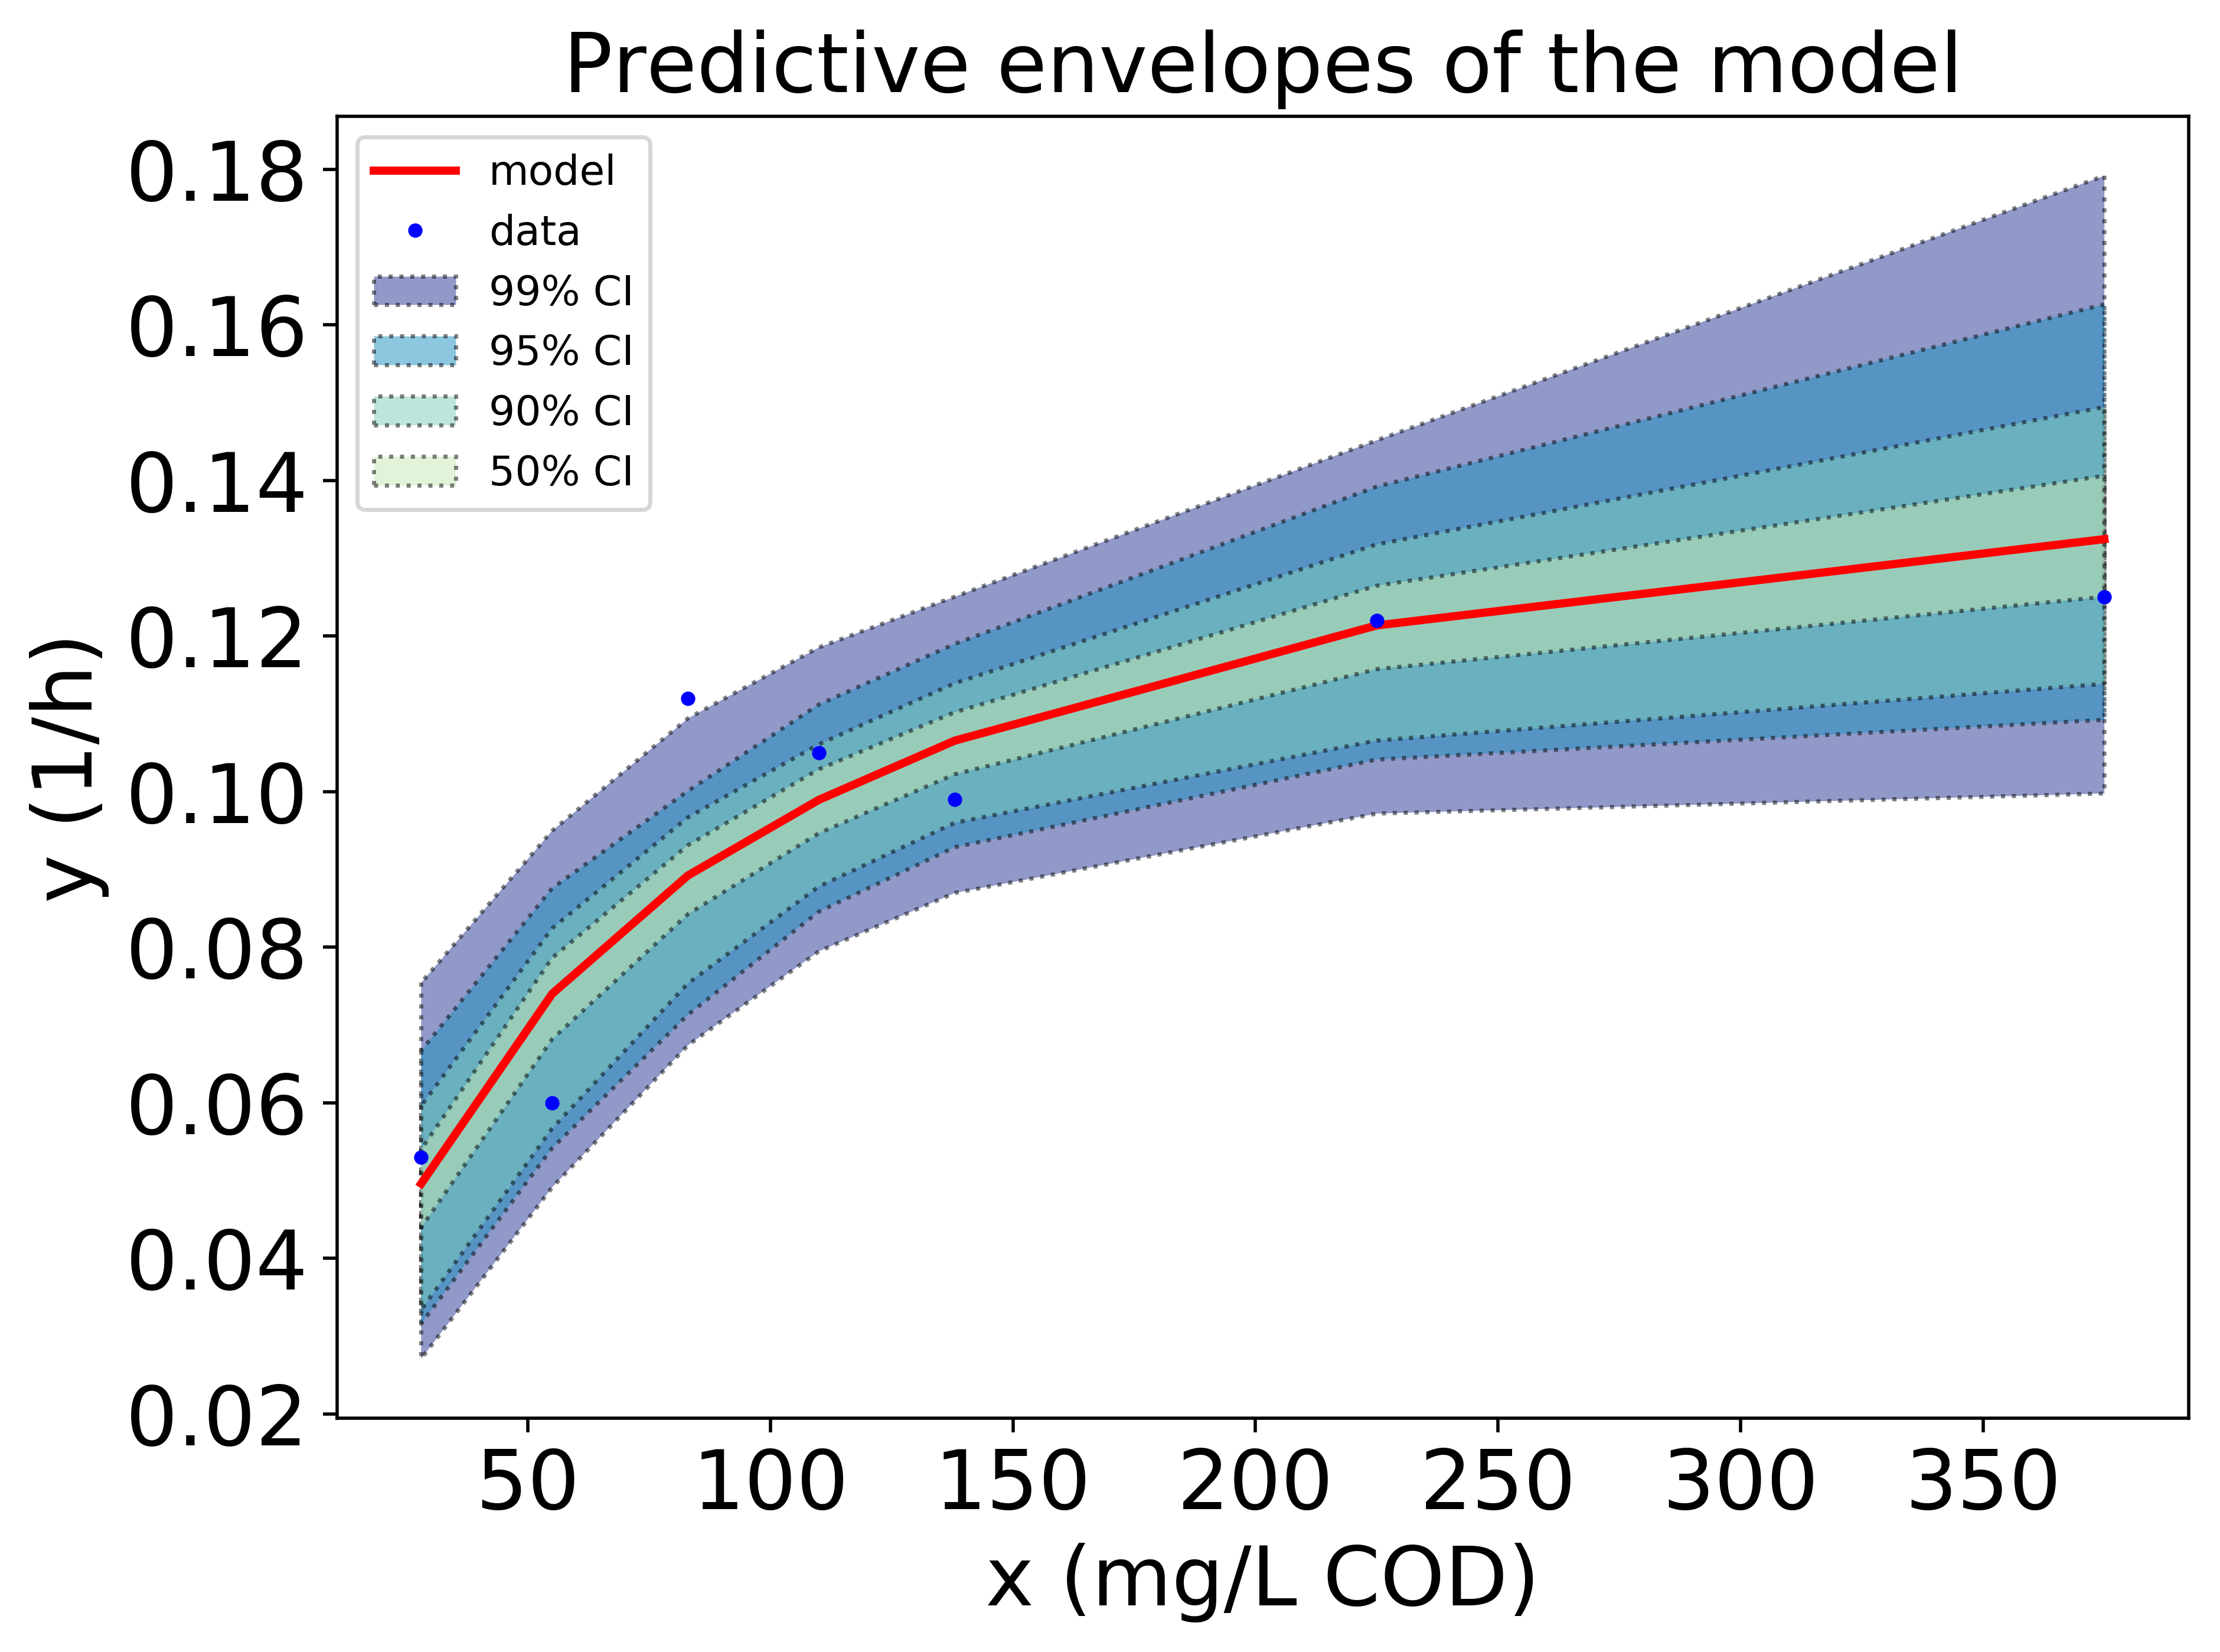 Predictive envelopes of the model
model
data
99% CI
95% CI
90% CI
50% CI
0.18
0.16
0.14
0.12
0.10
0.08
0.06
0.04
0.02
y (1/h)
50 100 150 200 250 300 350
x (mg/L COD)